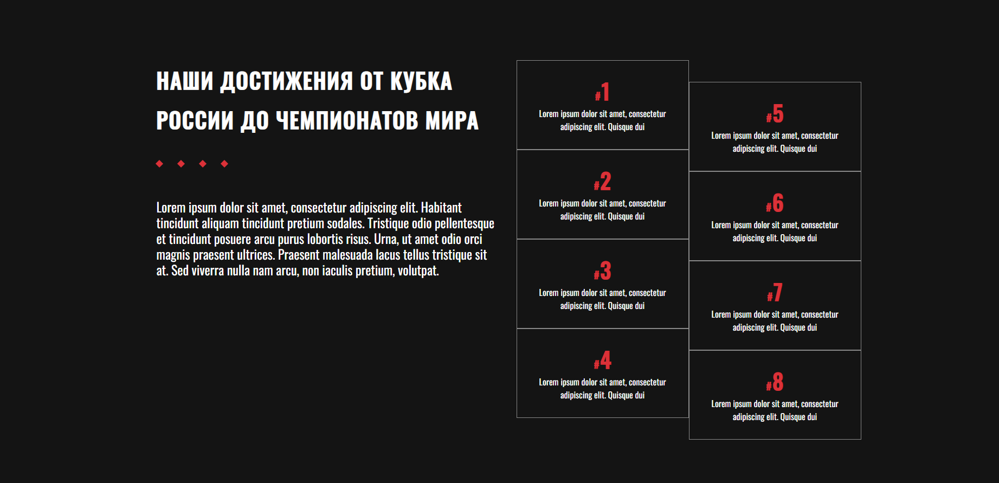 НАШИ ДОСТИЖЕНИЯ ОТ КУБКА
РОССИИ ДО ЧЕМПИОНАТОВ МИРА
Lorem ipsum dolor sit amet, consectetur adipiscing elit. Habitant
tincidunt aliquam tincidunt pretium sodales. Tristique odio pellentesque
et tincidunt posuere arcu purus lobortis risus. Urna, ut amet odio orci
magnis praesent ultrices. Praesent malesuada lacus tellus tristique sit
at. Sed viverra nulla nam arcu, non iaculis pretium, volutpat.
#1
Lorem ipsum dolor sit amet, consectetur
adipiscing elit. Quisque dui
#2
Lorem ipsum dolor sit amet, consectetur
adipiscing elit. Quisque dui
#3
Lorem ipsum dolor sit amet, consectetur
adipiscing elit. Quisque dui
#4
Lorem ipsum dolor sit amet, consectetur
adipiscing elit. Quisque dui
#5
Lorem ipsum dolor sit amet, consectetur
adipiscing elit. Quisque dui
#6
Lorem ipsum dolor sit amet, consectetur
adipiscing elit. Quisque dui
#7
Lorem ipsum dolor sit amet, consectetur
adipiscing elit. Quisque dui
#8
Lorem ipsum dolor sit amet, consectetur
adipiscing elit. Quisque dui